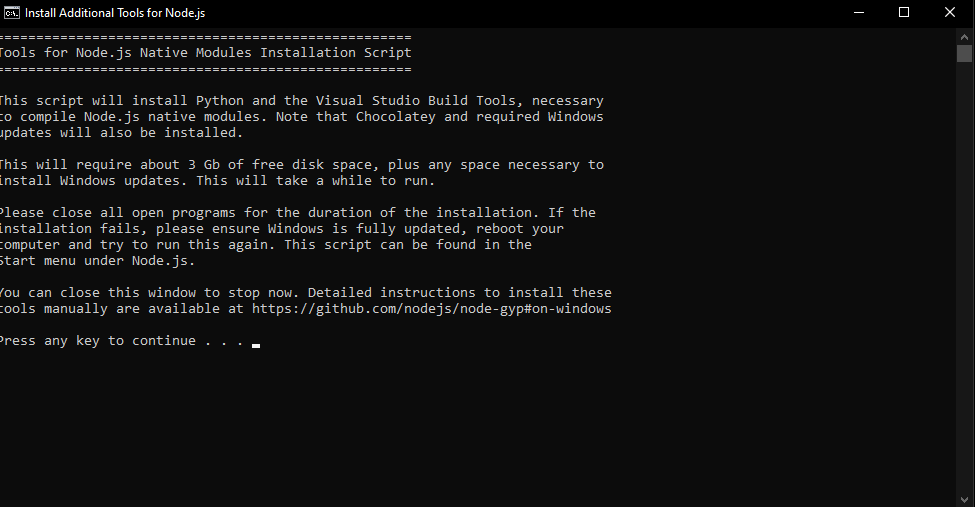 Install Additional Tools for Node.js
====================================================
Tools for Node.js Native Modules Installation Script
====================================================
This script will install Python and the Visual Studio Build Tools, necessary
to compile Node.js native modules. Note that Chocolatey and required Windows
updates will also be installed.
This will require about 3 Gb of free disk space, plus any space necessary to
install Windows updates. This will take a while to run.
Please close all open programs for the duration of the installation. If the
installation fails, please ensure Windows is fully updated, reboot your
computer and try to run this again. This script can be found in the
Start menu under Node.js.
You can close this window to stop now. Detailed instructions to install these
tools manually are available at https://github.com/nodejs/node-gyp#on-windows
Press any key to continue . . .